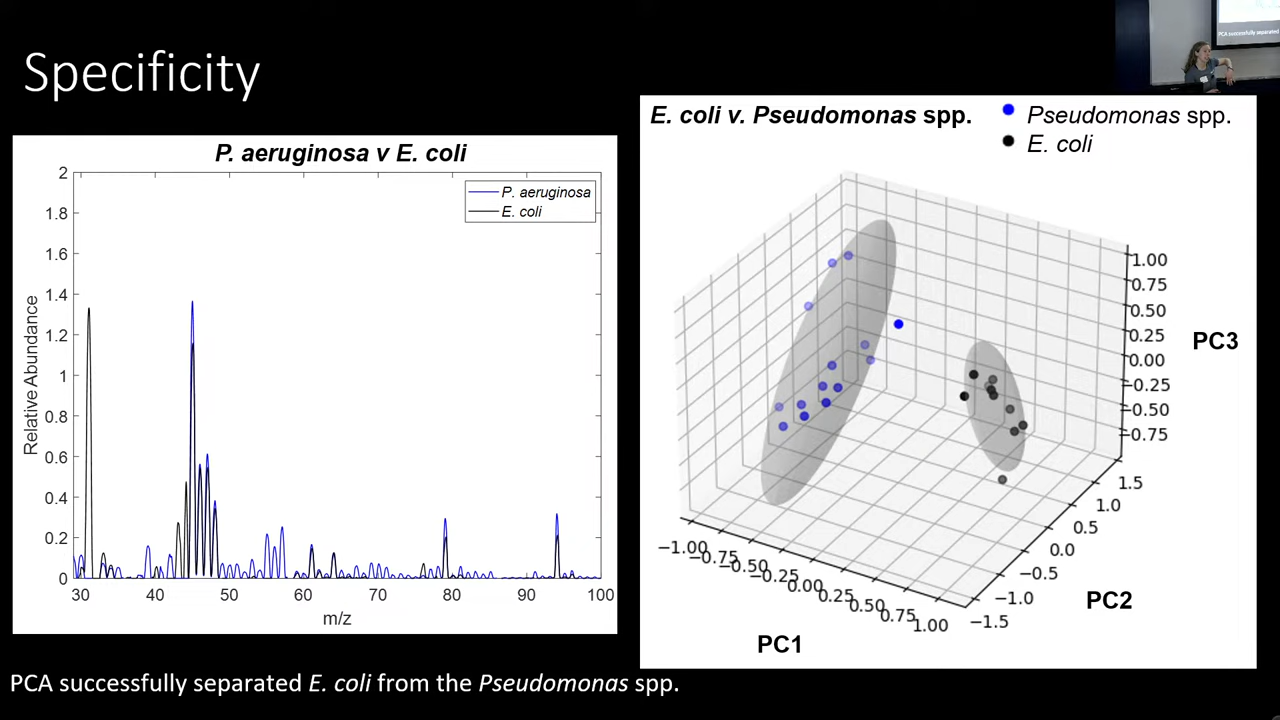 Specificity
P. aeruginosa v E. coli
P. aeruginosa
E. coli
2
1.8
1.6
1.4
1.2
1
0.8
0.6
0.4
0.2
0
Relative Abundance
30 40 50 60 70 80 90 100
m/z
E. coli v. Pseudomonas spp.
Pseudomonas spp.
E. coli
1.00
0.75
0.50
0.25
0.00
−0.25
−0.50
−0.75
PC3
1.5
1.0
0.5
0.0
−0.5
−1.0
−1.5
PC2
−1.00 −0.75 −0.50 −0.25 0.00 0.25 0.50 0.75 1.00
PC1
PCA successfully separated E. coli from the Pseudomonas spp.
PCA successfully separated